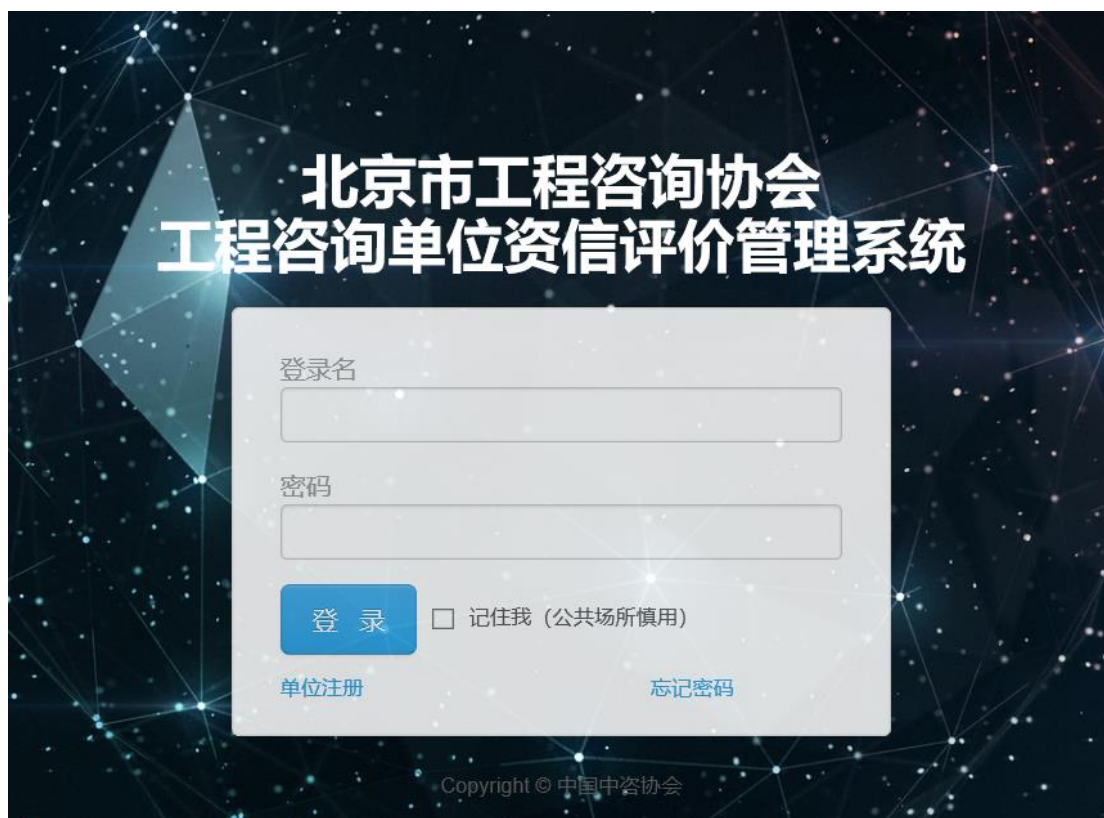 北京市工程咨询协会
工程咨询单位资信评价管理系统
登录名
密码
登 录
记住我（公共场所慎用）
单位注册
忘记密码
Copyright © 中国中咨协会